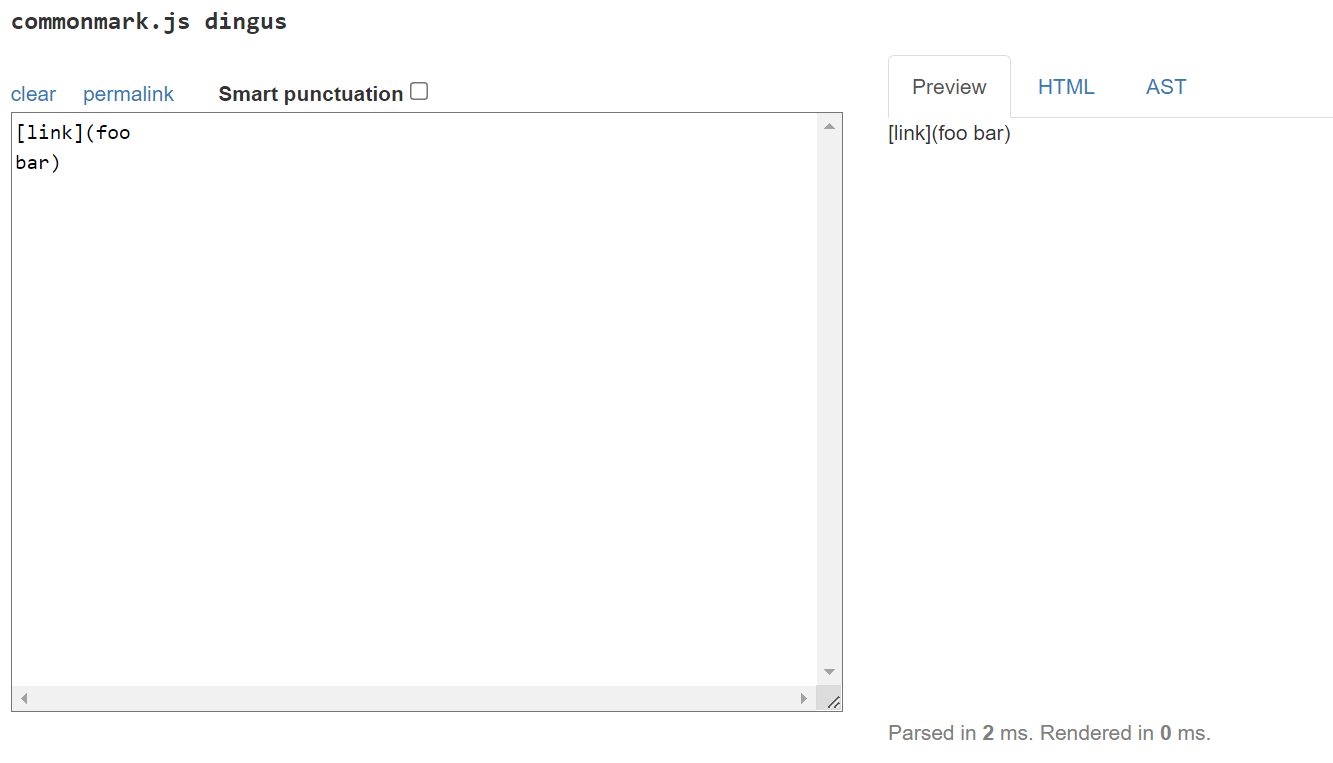 commonmark.js dingus
clear permalink Smart punctuation
[link](foo
bar)
Preview HTML AST
[link](foo bar)
Parsed in 2 ms. Rendered in 0 ms.